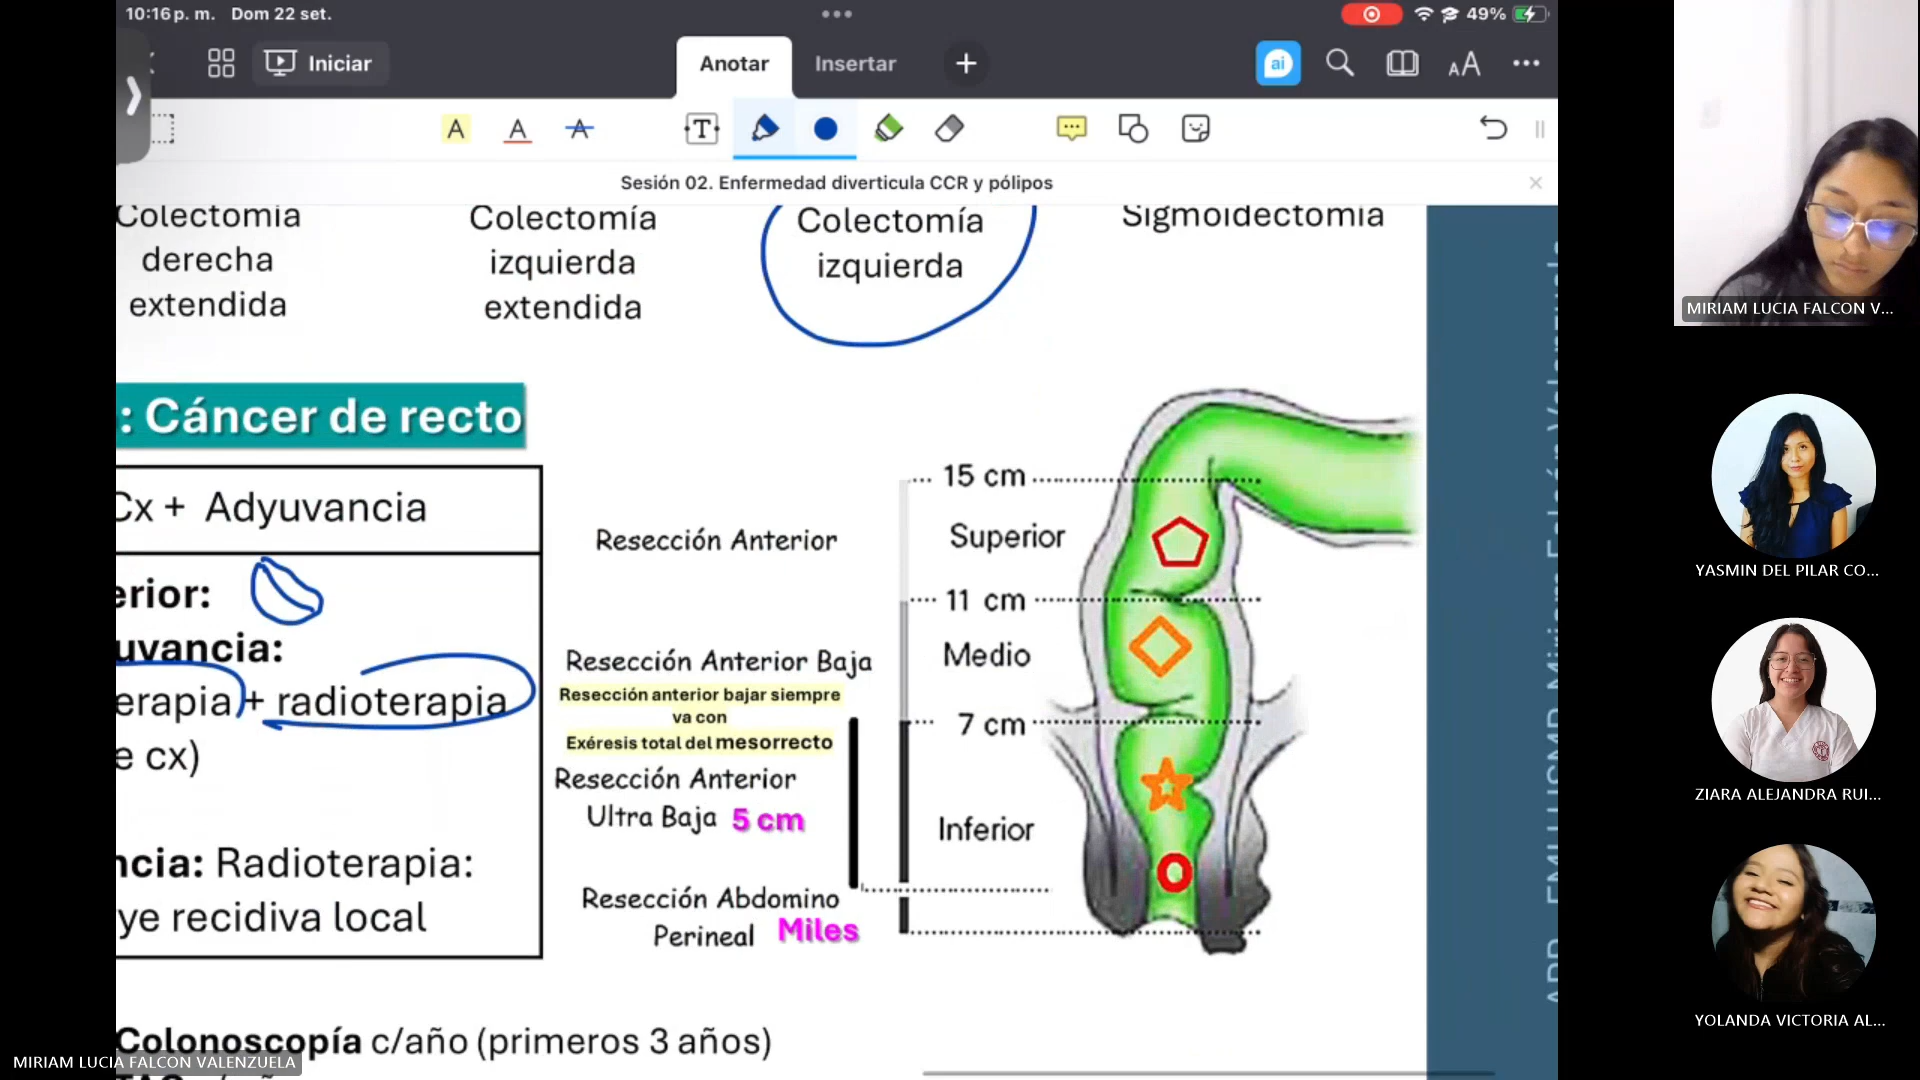 10:16 p. m. Dom 22 set.
49%
Iniciar
Anotar
Insertar
ai
Sesión 02. Enfermedad diverticula CCR y pólipos
Colectomía
derecha
extendida
Colectomía
izquierda
extendida
Colectomía
izquierda
Sigmoidectomía
: Cáncer de recto
Cx + Adyuvancia
erior:
uvancia:
erapia + radioterapia
e cx)
ncia: Radioterapia:
ye recidiva local
Resección Anterior
Resección Anterior Baja
Resección anterior bajar siempre
va con
Exéresis total del mesorrecto
Resección Anterior
Ultra Baja 5 cm
Resección Abdomino
Perineal Miles
15 cm
Superior
11 cm
Medio
7 cm
Inferior
Colonoscopía c/año (primeros 3 años)
MIRIAM LUCIA FALCON VALENZUELA
MIRIAM LUCIA FALCON V...
YASMIN DEL PILAR CO...
ZIARA ALEJANDRA RUI...
YOLANDA VICTORIA AL...